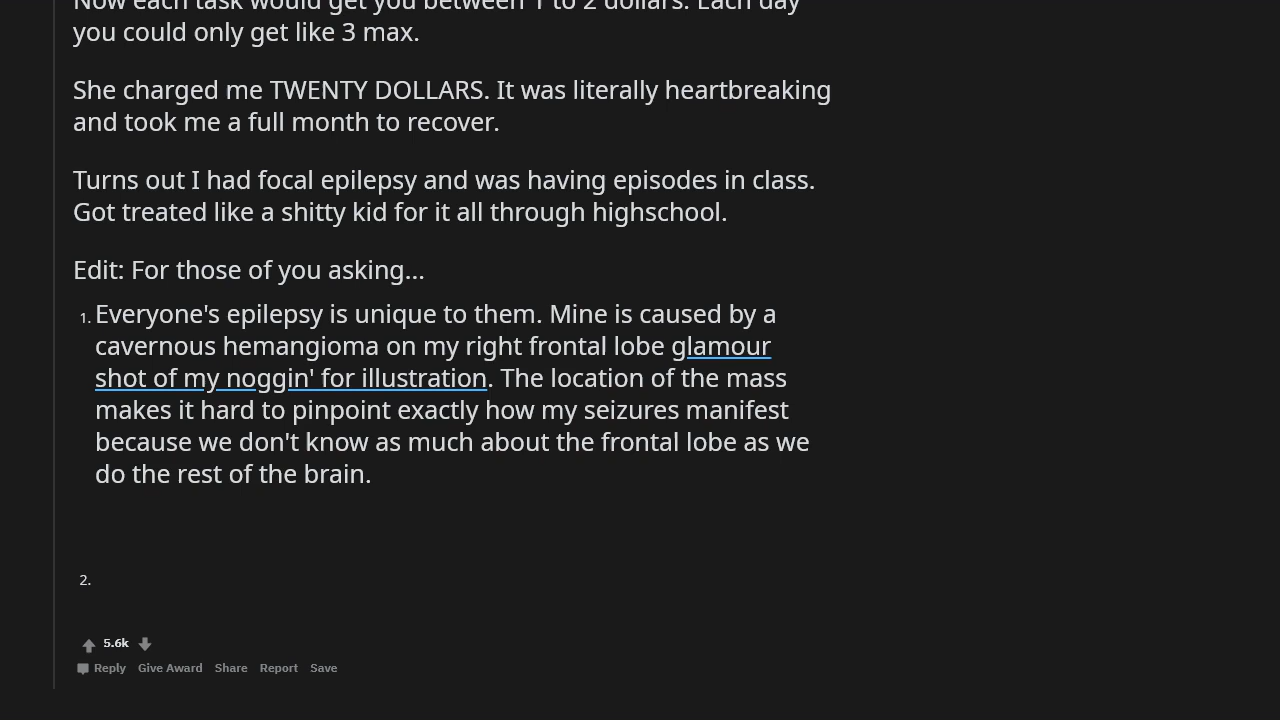 Now each task would get you between 1 to 2 dollars. Each day
you could only get like 3 max.
She charged me TWENTY DOLLARS. It was literally heartbreaking
and took me a full month to recover.
Turns out I had focal epilepsy and was having episodes in class.
Got treated like a shitty kid for it all through highschool.
Edit: For those of you asking...
1. Everyone's epilepsy is unique to them. Mine is caused by a
cavernous hemangioma on my right frontal lobe glamour
shot of my noggin' for illustration. The location of the mass
makes it hard to pinpoint exactly how my seizures manifest
because we don't know as much about the frontal lobe as we
do the rest of the brain.
2.
5.6k
Reply Give Award Share Report Save